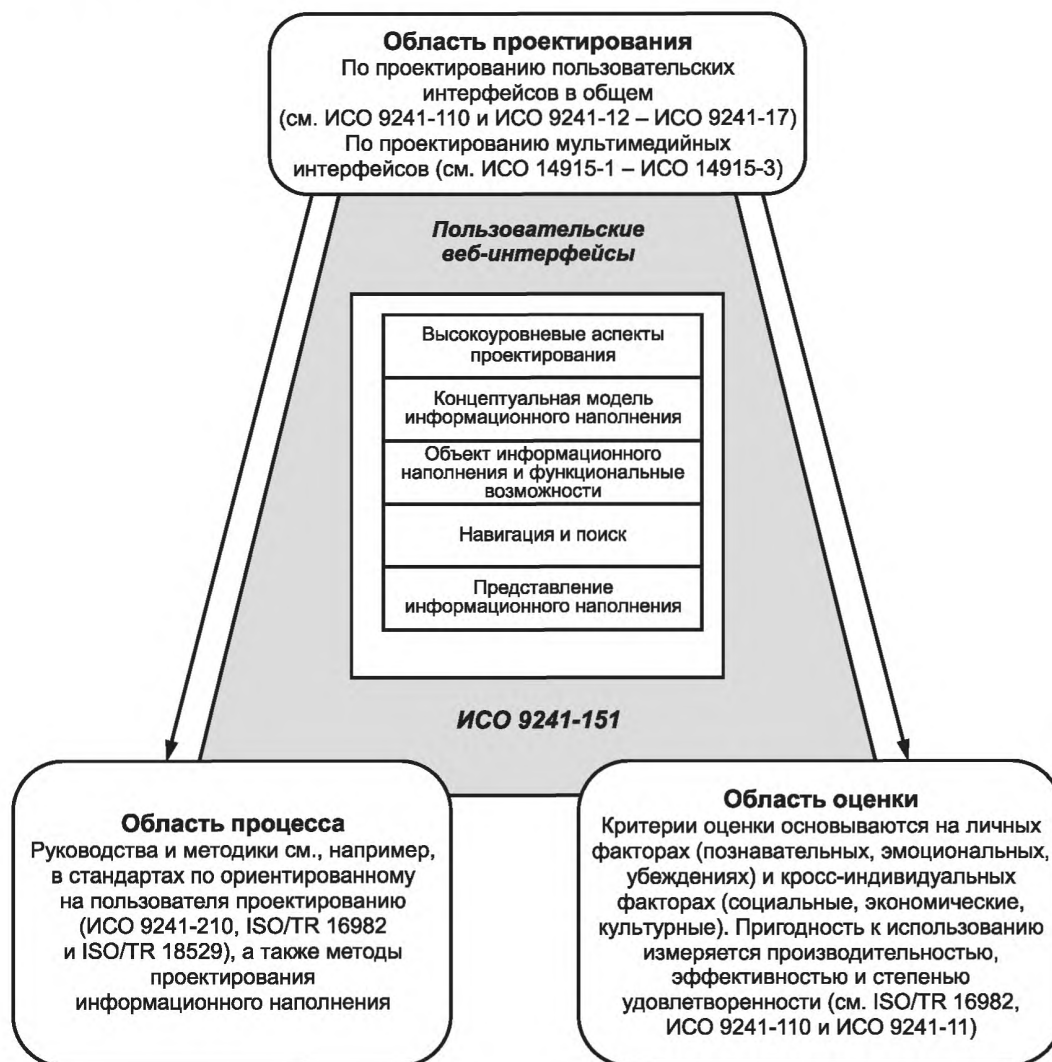 Область проектирования
По проектированию пользовательских
интерфейсов в общем
(см. ИСО 9241-110 и ИСО 9241-12 – ИСО 9241-17)
По проектированию мультимедийных
интерфейсов (см. ИСО 14915-1 – ИСО 14915-3)
Пользовательские
веб-интерфейсы
Высокоуровневые аспекты
проектирования
Концептуальная модель
информационного наполнения
Объект информационного
наполнения и функциональные
возможности
Навигация и поиск
Представление
информационного наполнения
ИСО 9241-151
Область процесса
Руководства и методики см., например,
в стандартах по ориентированному
на пользователя проектированию
(ИСО 9241-210, ISO/TR 16982
и ISO/TR 18529), а также методы
проектирования
информационного наполнения
Область оценки
Критерии оценки основываются на личных
факторах (познавательных, эмоциональных,
убеждениях) и кросс-индивидуальных
факторах (социальные, экономические,
культурные). Пригодность к использованию
измеряется производительностью,
эффективностью и степенью
удовлетворенности (см. ISO/TR 16982,
ИСО 9241-110 и ИСО 9241-11)